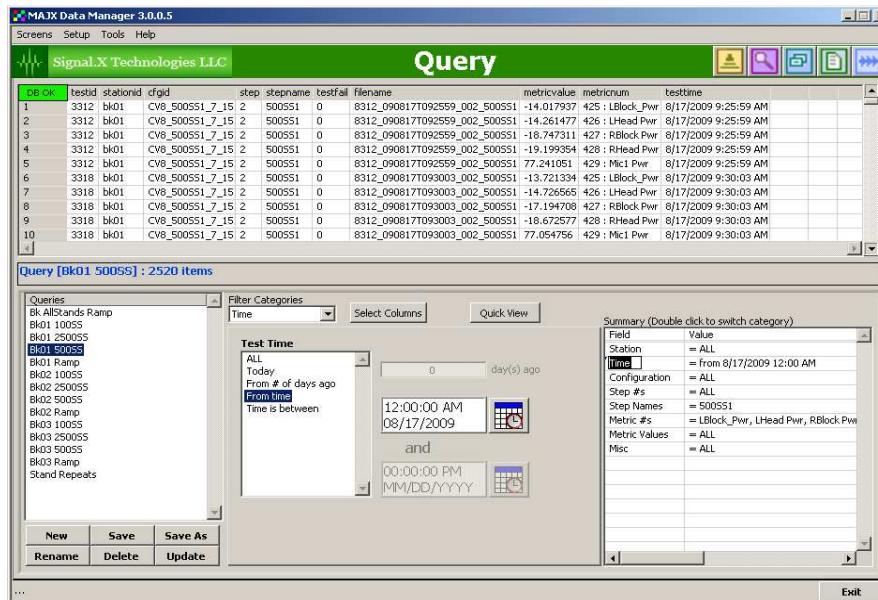 MAJX Data Manager 3.0.0.5
Screens Setup Tools Help
Signal.X Technologies LLC Query
DB OK testid stationid cfgid step stepname testfail filename metricvalue metricnum testtime
1 3312 bk01 CV8_500SS1_7_15 2 500SS1 0 8312_090817T092559_002_500SS1 -14.017937 425 : LBlock_Pwr 8/17/2009 9:25:59 AM
2 3312 bk01 CV8_500SS1_7_15 2 500SS1 0 8312_090817T092559_002_500SS1 -14.261477 426 : LHead Pwr 8/17/2009 9:25:59 AM
3 3312 bk01 CV8_500SS1_7_15 2 500SS1 0 8312_090817T092559_002_500SS1 -18.747311 427 : RBlock Pwr 8/17/2009 9:25:59 AM
4 3312 bk01 CV8_500SS1_7_15 2 500SS1 0 8312_090817T092559_002_500SS1 -19.199354 428 : RHead Pwr 8/17/2009 9:25:59 AM
5 3312 bk01 CV8_500SS1_7_15 2 500SS1 0 8312_090817T092559_002_500SS1 77.241051 429 : Mic1 Pwr 8/17/2009 9:25:59 AM
6 3318 bk01 CV8_500SS1_7_15 2 500SS1 0 8312_090817T093003_002_500SS1 -13.721334 425 : LBlock_Pwr 8/17/2009 9:30:03 AM
7 3318 bk01 CV8_500SS1_7_15 2 500SS1 0 8312_090817T093003_002_500SS1 -14.726565 426 : LHead Pwr 8/17/2009 9:30:03 AM
8 3318 bk01 CV8_500SS1_7_15 2 500SS1 0 8312_090817T093003_002_500SS1 -17.194708 427 : RBlock Pwr 8/17/2009 9:30:03 AM
9 3318 bk01 CV8_500SS1_7_15 2 500SS1 0 8312_090817T093003_002_500SS1 -18.672577 428 : RHead Pwr 8/17/2009 9:30:03 AM
10 3318 bk01 CV8_500SS1_7_15 2 500SS1 0 8312_090817T093003_002_500SS1 77.054756 429 : Mic1 Pwr 8/17/2009 9:30:03 AM
Query [Bk01 500SS] : 2520 items
Queries
Bk AllStands Ramp
Bk01 100SS
Bk01 2500SS
Bk01 500SS
Bk01 Ramp
Bk02 100SS
Bk02 2500SS
Bk02 500SS
Bk02 Ramp
Bk03 100SS
Bk03 2500SS
Bk03 500SS
Bk03 Ramp
Stand Repeats
New Save Save As
Rename Delete Update
Filter Categories
Time Select Columns Quick View
Test Time
ALL
Today
From # of days ago
From time
Time is between
0 day(s) ago
12:00:00 AM
08/17/2009
and
00:00:00 PM
MM/DD/YYYY
Summary (Double click to switch category)
Field Value
Station = ALL
Time = from 8/17/2009 12:00 AM
Configuration = ALL
Step #s = ALL
Step Names = 500SS1
Metric #s = LBlock_Pwr, LHead Pwr, RBlock Pw
Metric Values = ALL
Misc = ALL
... Exit